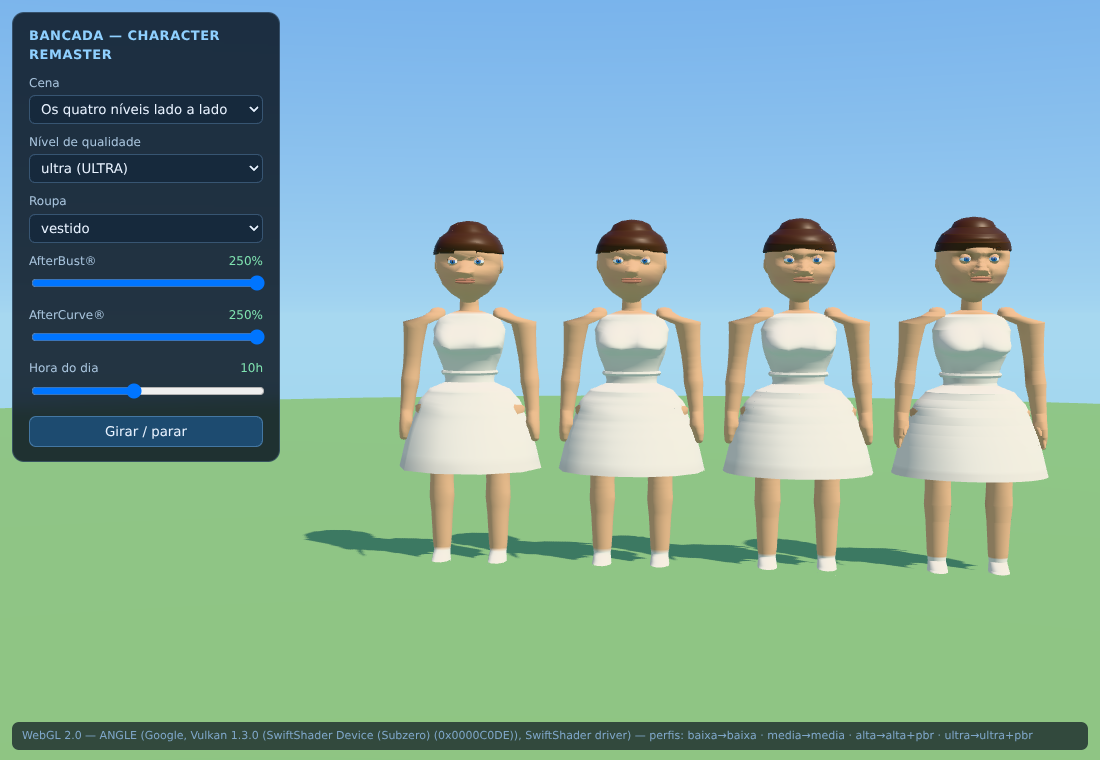 BANCADA — CHARACTER
REMASTER
Cena
Os quatro níveis lado a lado
Nível de qualidade
ultra (ULTRA)
Roupa
vestido
AfterBust® 250%
AfterCurve® 250%
Hora do dia 10h
Girar / parar
WebGL 2.0 — ANGLE (Google, Vulkan 1.3.0 (SwiftShader Device (Subzero) (0x0000C0DE)), SwiftShader driver) — perfis: baixa→baixa · media→media · alta→alta+pbr · ultra→ultra+pbr